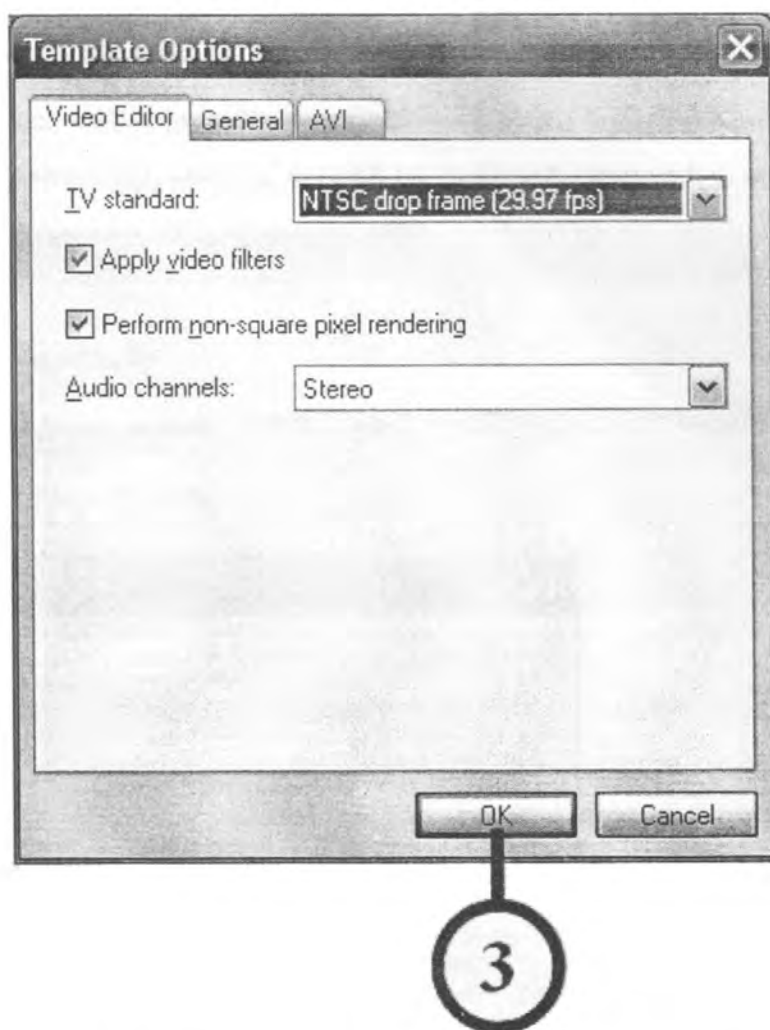 Template Options
Video Editor General AVI
TV standard: NTSC drop frame (29.97 fps)
Apply video filters
Perform non-square pixel rendering
Audio channels: Stereo
OK Cancel
3